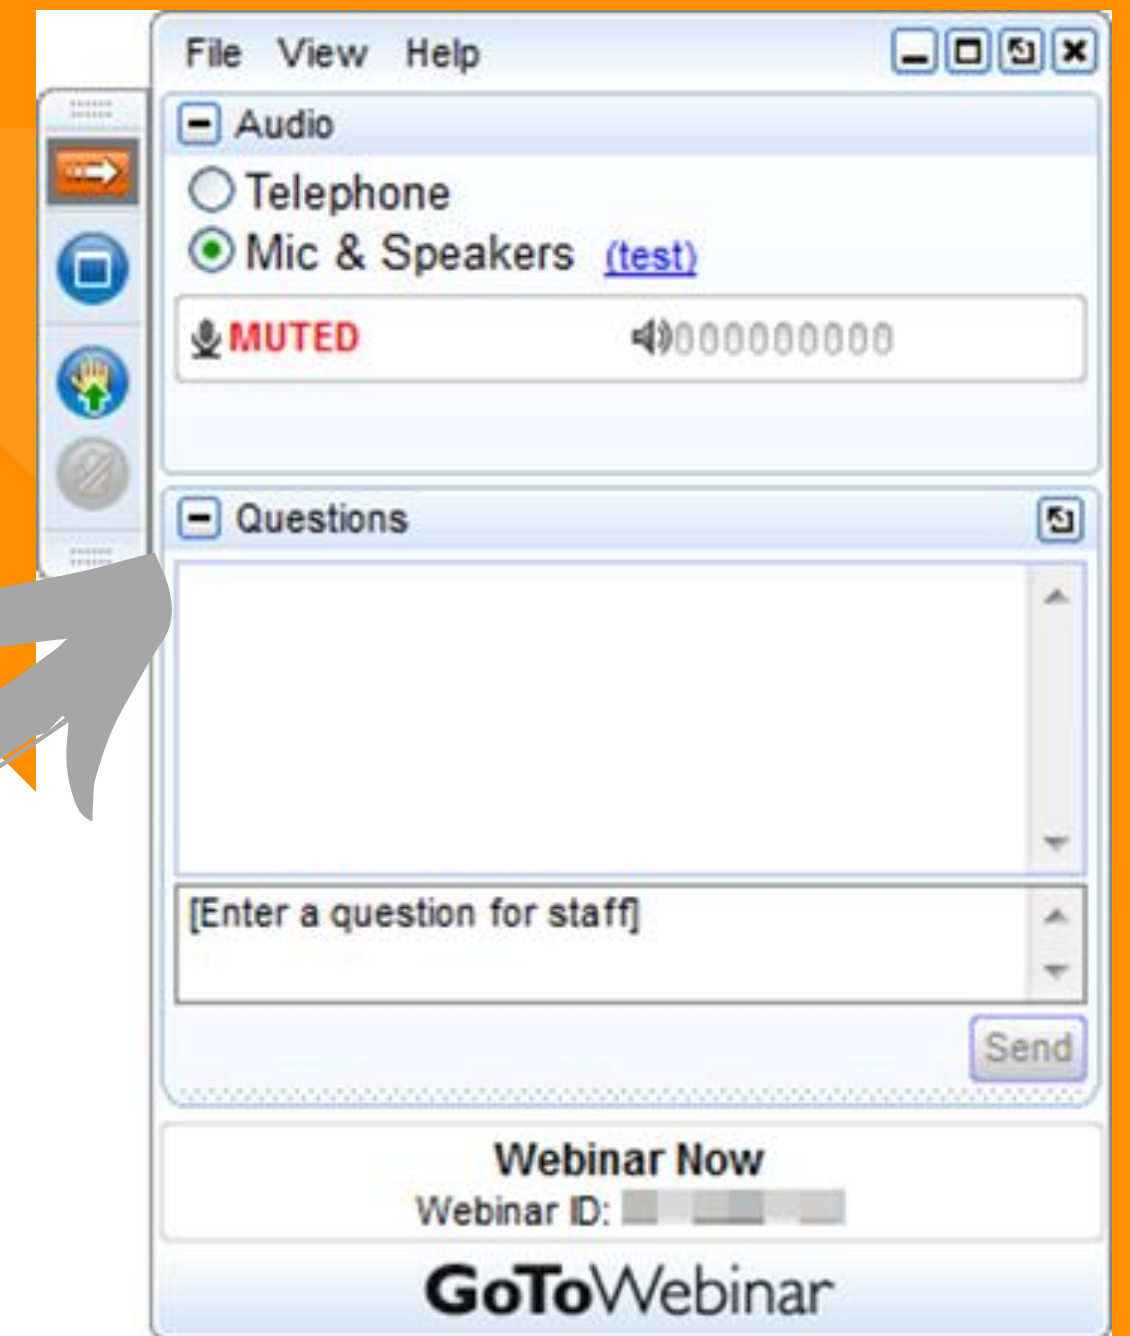 File View Help
Audio
Telephone
Mic & Speakers (test)
MUTED
Questions
[Enter a question for staff]
Send
Webinar Now
Webinar ID:
GoToWebinar